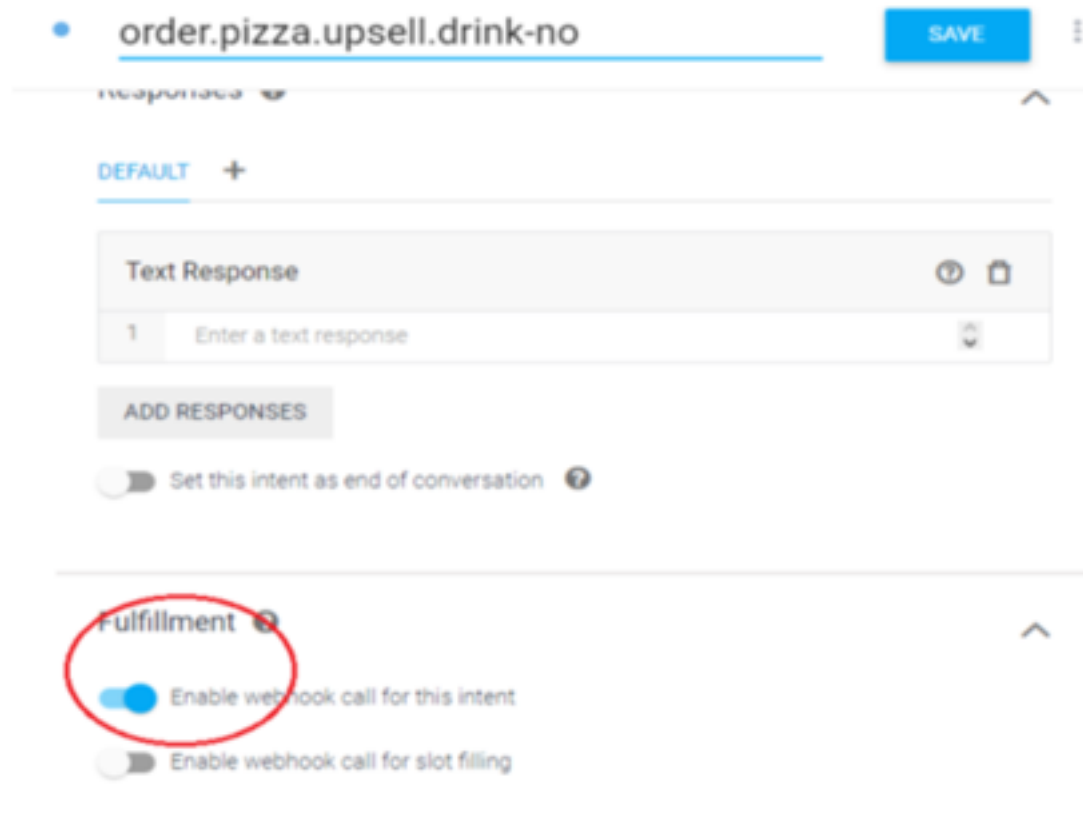 order.pizza.upsell.drink-no
SAVE
Responses
DEFAULT +
Text Response
1 Enter a text response
ADD RESPONSES
Set this intent as end of conversation
Fulfillment
Enable webhook call for this intent
Enable webhook call for slot filling